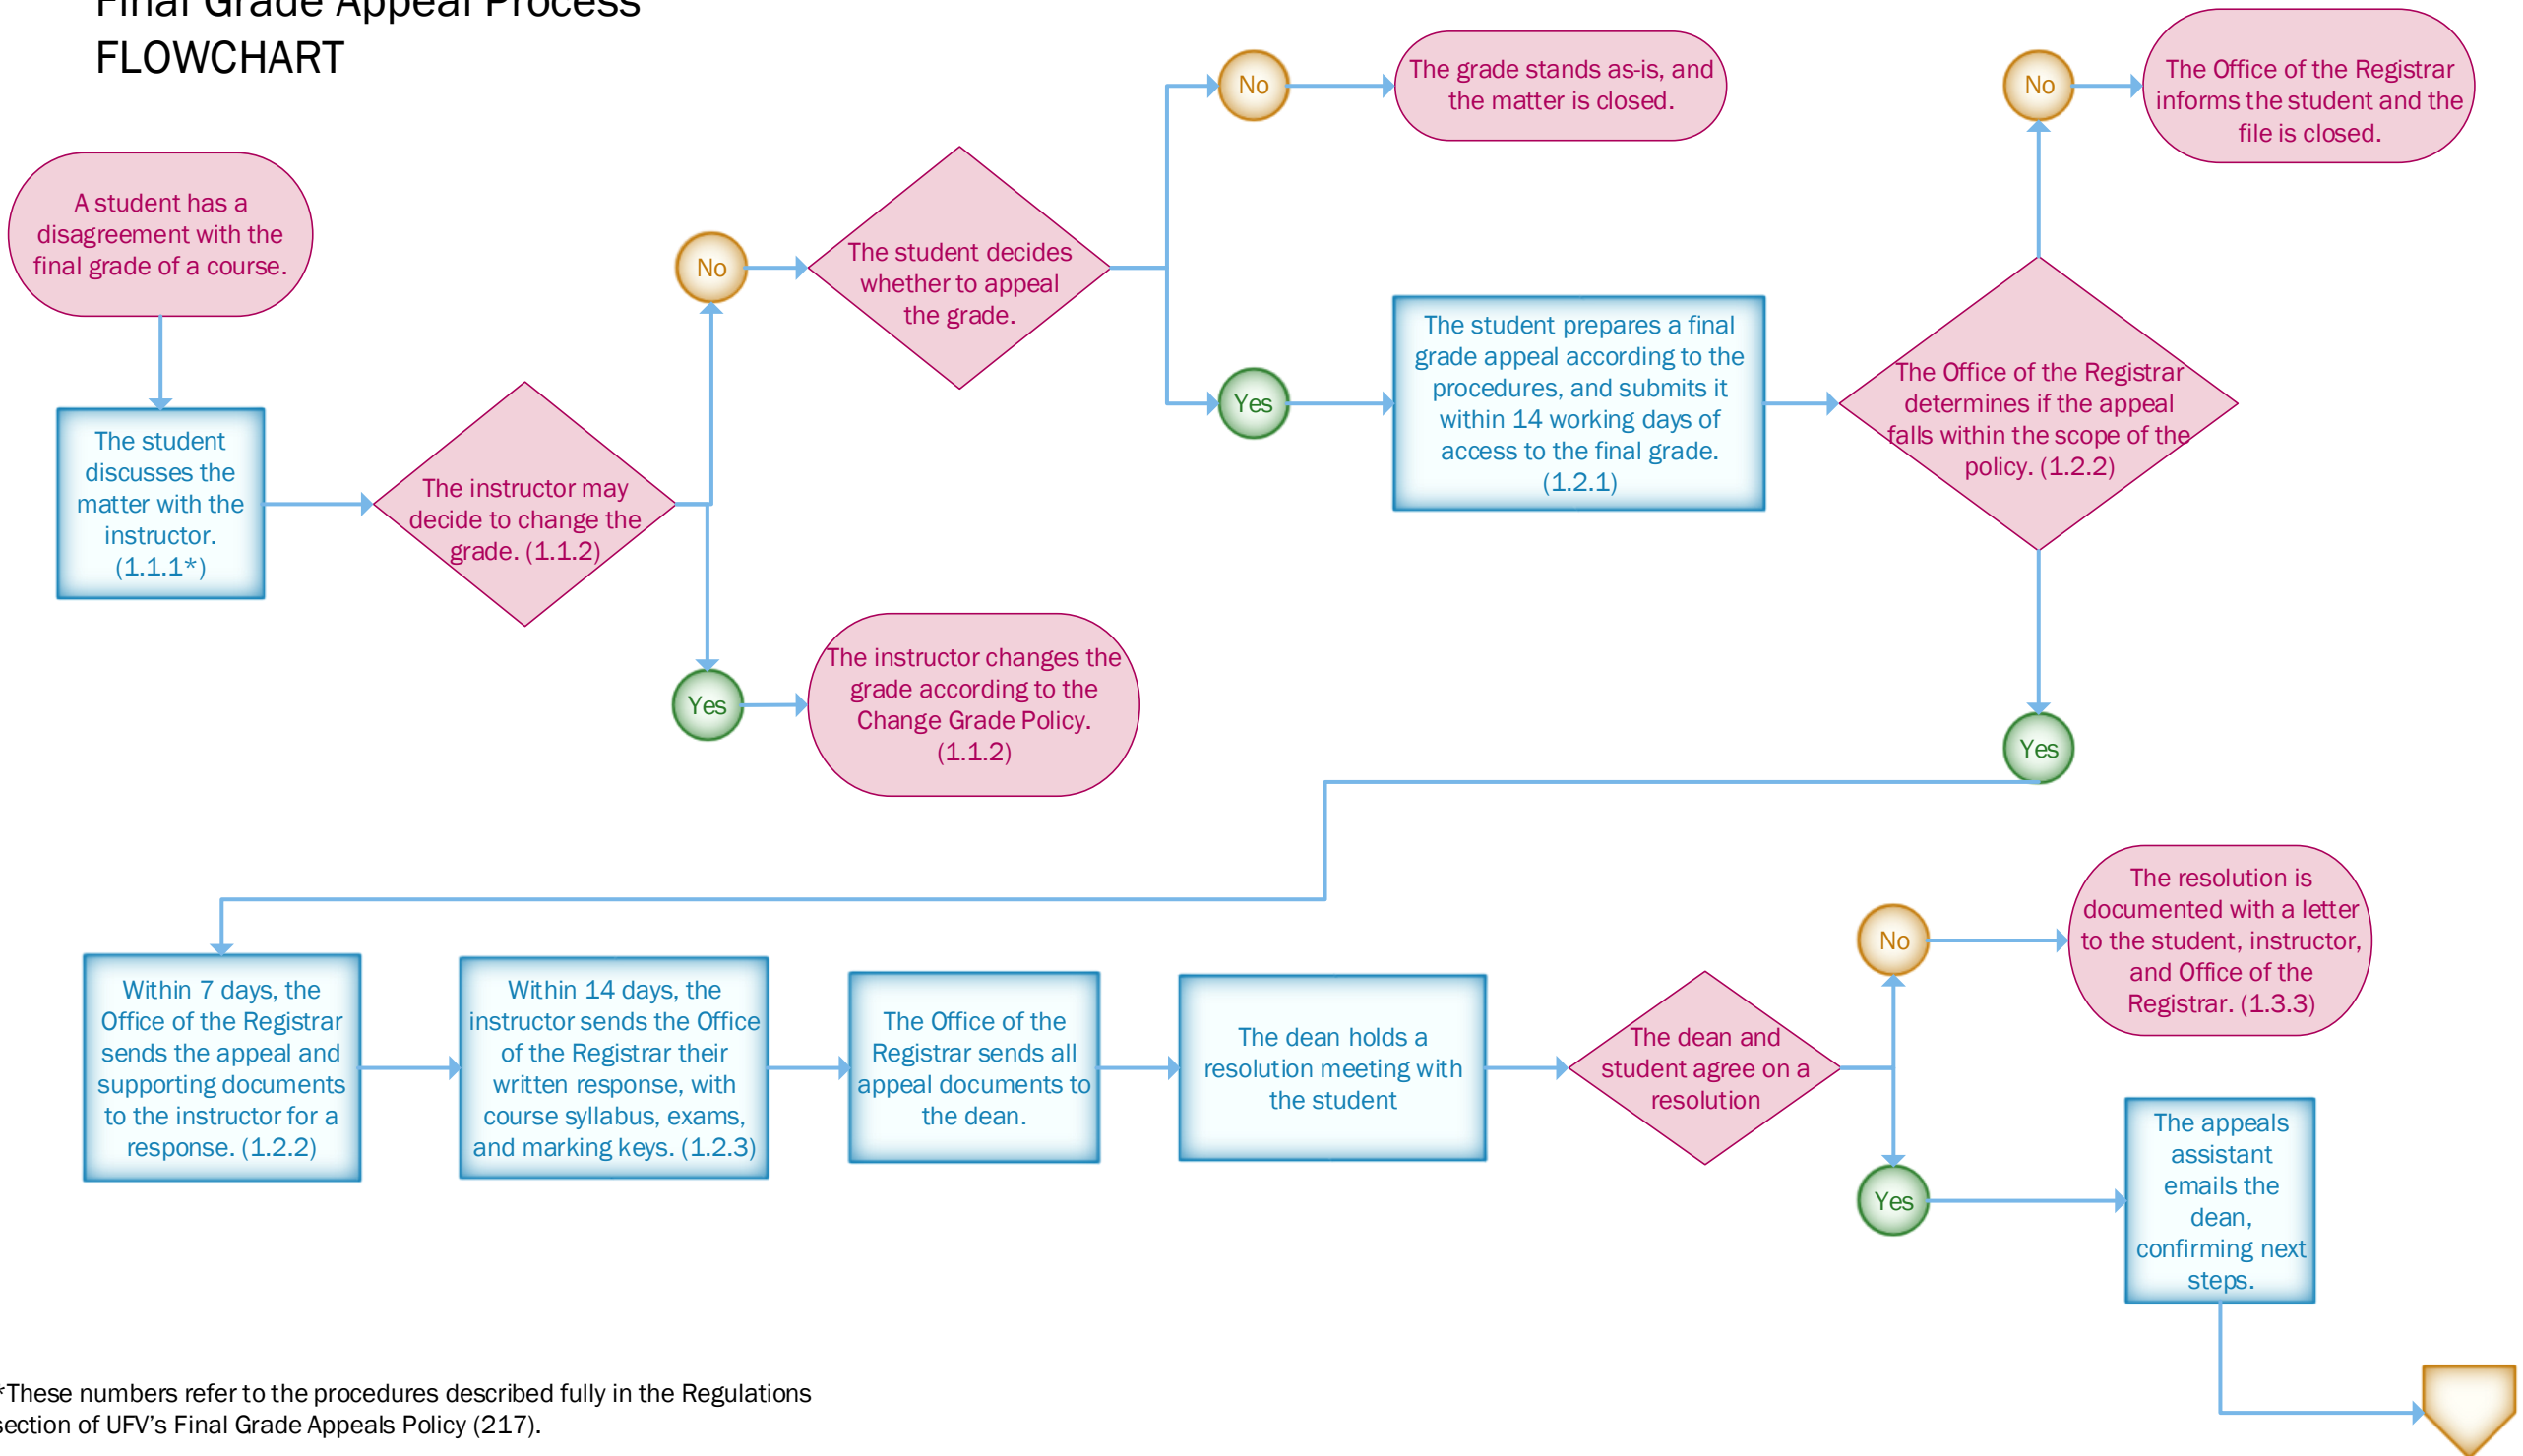 Final Grade Appeal Process
FLOWCHART
A student has a
disagreement with the
final grade of a course.
The student
discusses the
matter with the
instructor.
(1.1.1*)
The instructor may
decide to change the
grade. (1.1.2)
No
Yes
The instructor changes the
grade according to the
Change Grade Policy.
(1.1.2)
The student decides
whether to appeal
the grade.
No
The grade stands as-is, and
the matter is closed.
Yes
The student prepares a final
grade appeal according to the
procedures, and submits it
within 14 working days of
access to the final grade.
(1.2.1)
The Office of the Registrar
determines if the appeal
falls within the scope of the
policy. (1.2.2)
No
The Office of the Registrar
informs the student and the
file is closed.
Yes
Within 7 days, the
Office of the Registrar
sends the appeal and
supporting documents
to the instructor for a
response. (1.2.2)
Within 14 days, the
instructor sends the Office
of the Registrar their
written response, with
course syllabus, exams,
and marking keys. (1.2.3)
The Office of the
Registrar sends all
appeal documents to
the dean.
The dean holds a
resolution meeting with
the student
The dean and
student agree on a
resolution
No
The resolution is
documented with a letter
to the student, instructor,
and Office of the
Registrar. (1.3.3)
Yes
The appeals
assistant
emails the
dean,
confirming next
steps.
*These numbers refer to the procedures described fully in the Regulations
section of UFV's Final Grade Appeals Policy (217).